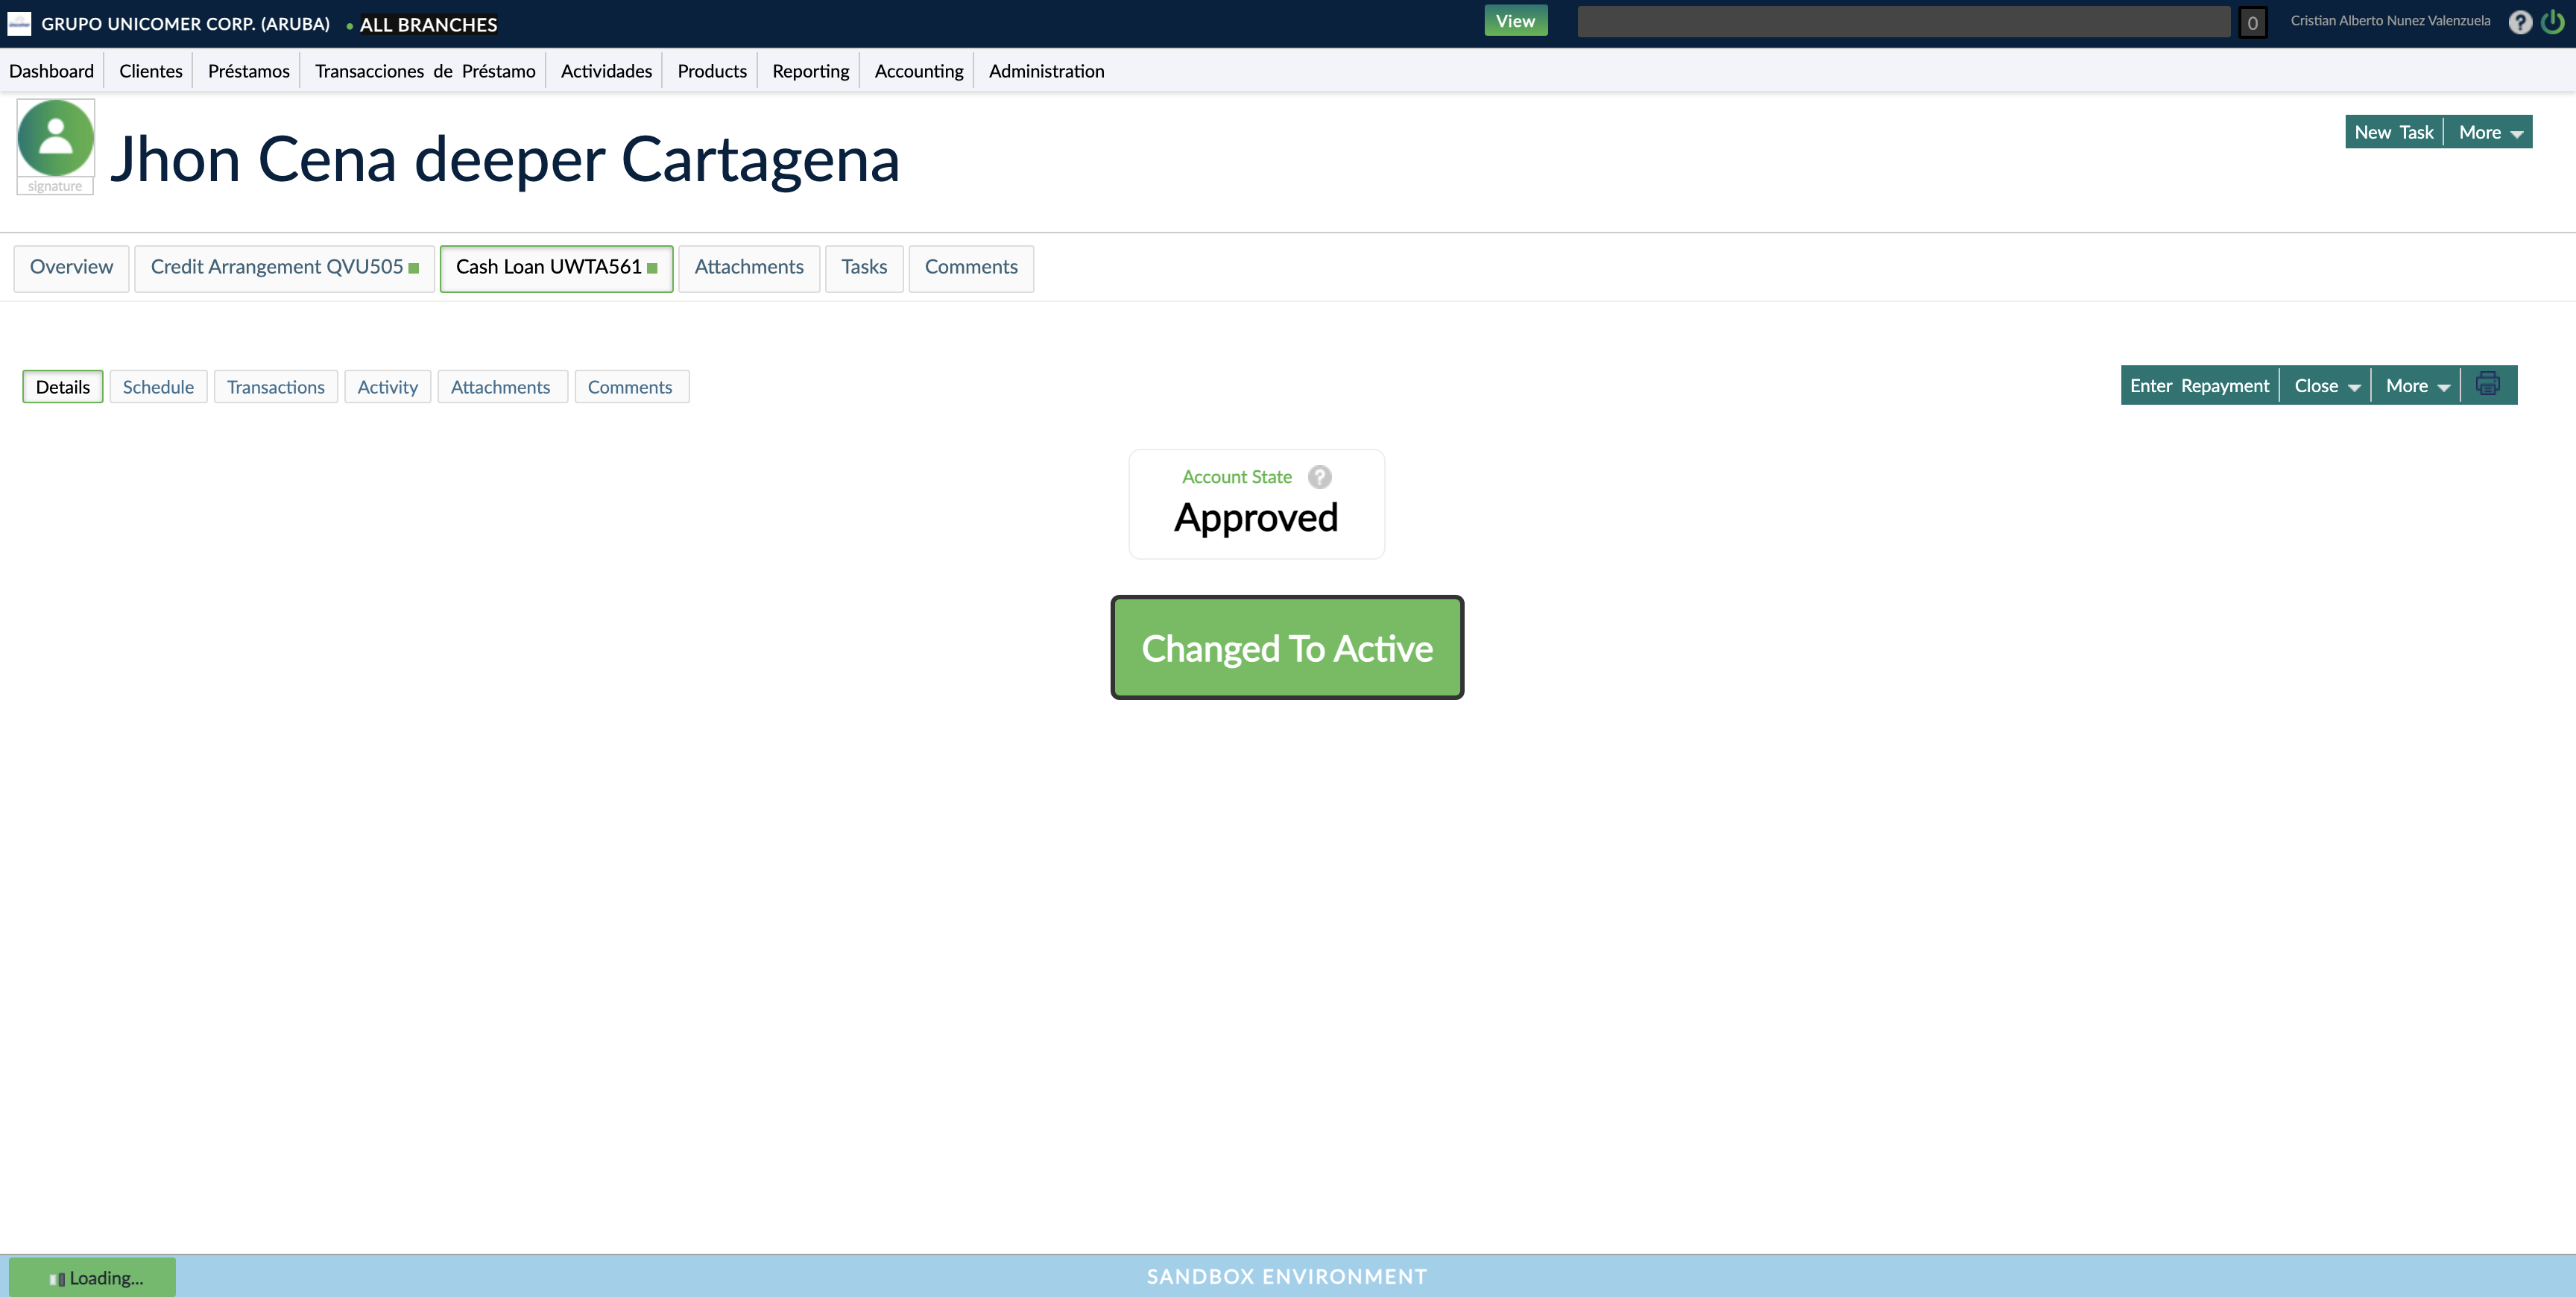 GRUPO UNICOMER CORP. (ARUBA) • ALL BRANCHES View 0 Cristian Alberto Nunez Valenzuela ?
Dashboard Clientes Préstamos Transacciones de Préstamo Actividades Products Reporting Accounting Administration
Jhon Cena deeper Cartagena
signature
New Task More
Overview Credit Arrangement QVU505 Cash Loan UWTA561 Attachments Tasks Comments
Details Schedule Transactions Activity Attachments Comments
Enter Repayment Close More
Account State ?
Approved
Changed To Active
Loading...
SANDBOX ENVIRONMENT